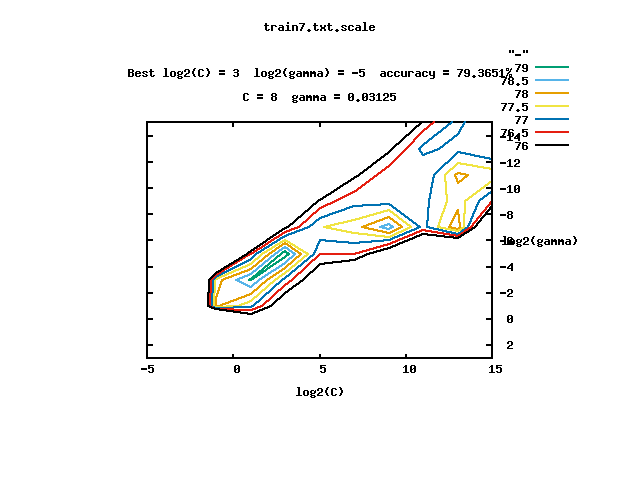 train7.txt.scale
"-"
79
Best log2(C) = 3 log2(gamma) = -5 accuracy = 79.3651%
78.5
78
C = 8 gamma = 0.03125
77.5
77
76.5
-14
76
-12
-10
-8
-6
log2(gamma)
-4
-2
0
2
-5 0 5 10 15
log2(C)